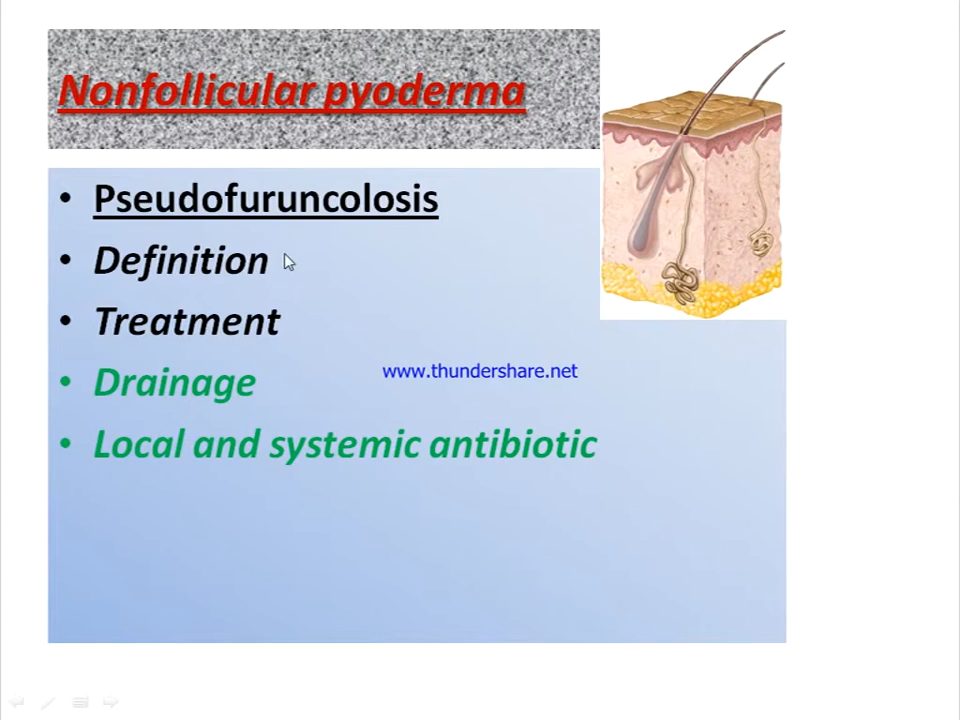 Nonfollicular pyoderma
• Pseudofuruncolosis
• Definition
• Treatment
• Drainage
www.thundershare.net
• Local and systemic antibiotic